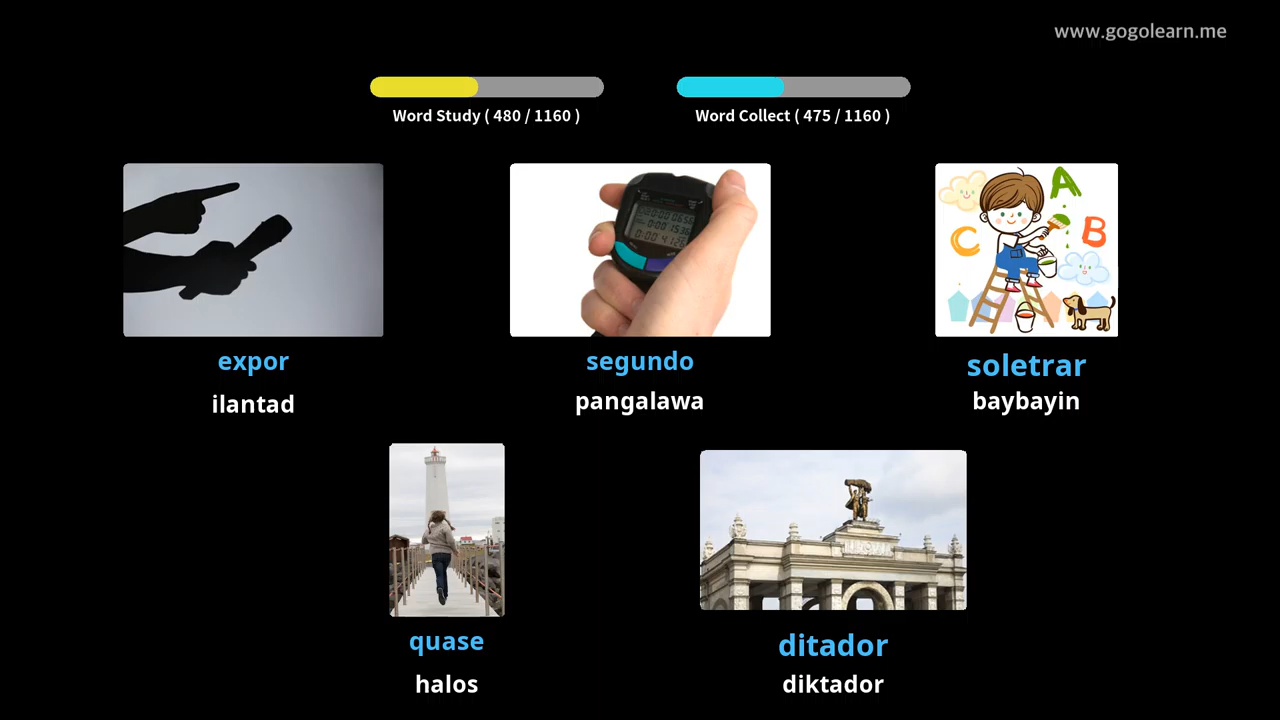 www.gogolearn.me
Word Study ( 480 / 1160 )
Word Collect ( 475 / 1160 )
A
B
C
expor
ilantad
segundo
pangalawa
soletrar
baybayin
quase
halos
ditador
diktador